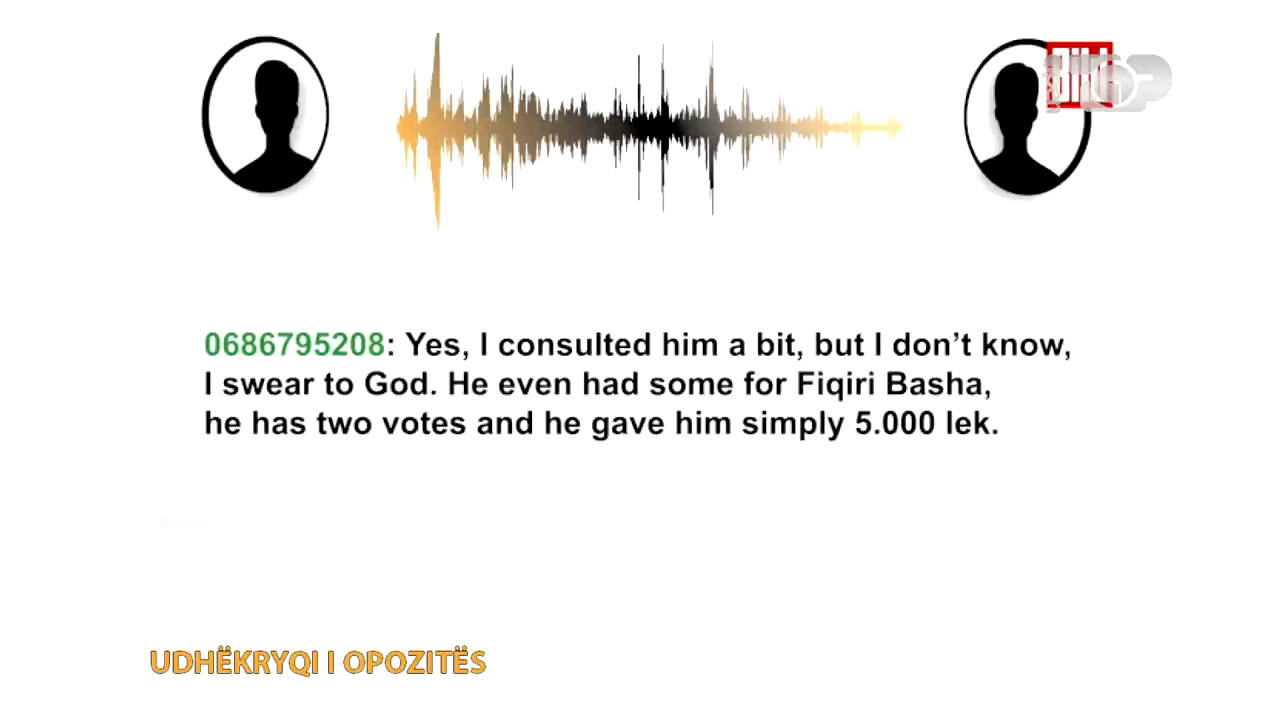 Bild
0686795208: Yes, I consulted him a bit, but I don’t know,
I swear to God. He even had some for Fiqiri Basha,
he has two votes and he gave him simply 5.000 lek.
UDHËKRYQI I OPOZITËS